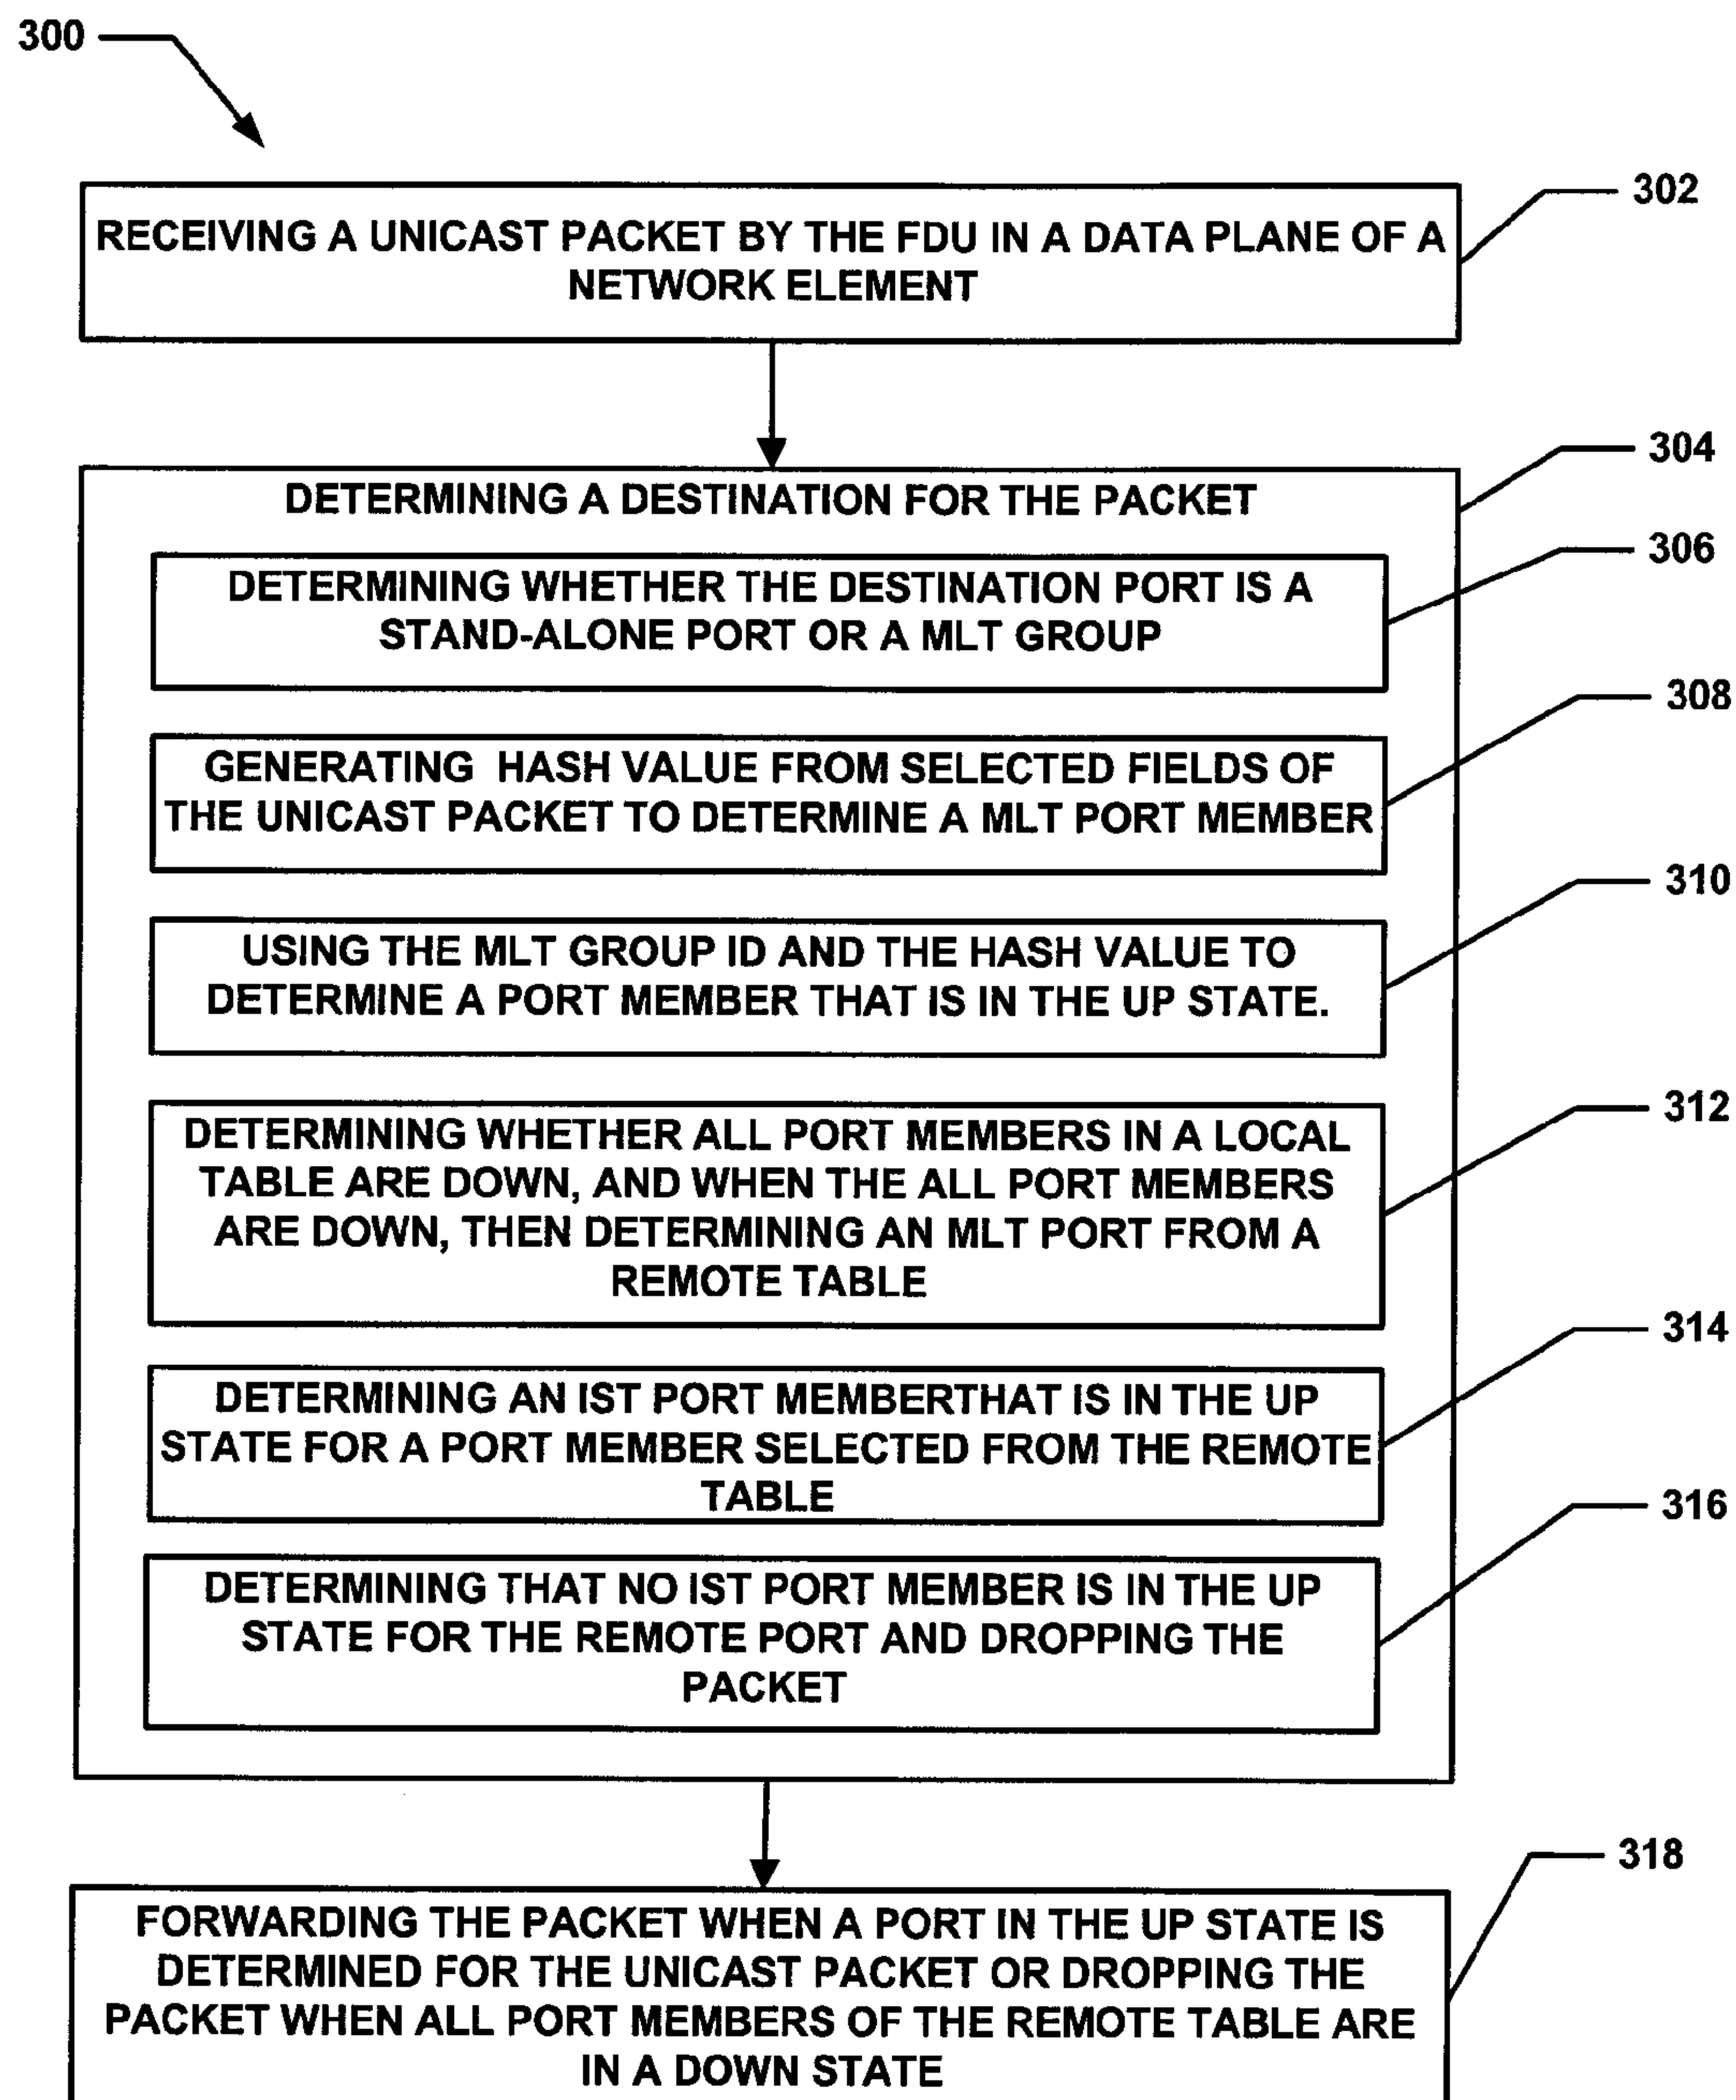 300
302
RECEIVING A UNICAST PACKET BY THE FDU IN A DATA PLANE OF A
NETWORK ELEMENT
304
DETERMINING A DESTINATION FOR THE PACKET
306
DETERMINING WHETHER THE DESTINATION PORT IS A
STAND-ALONE PORT OR A MLT GROUP
308
GENERATING HASH VALUE FROM SELECTED FIELDS OF
THE UNICAST PACKET TO DETERMINE A MLT PORT MEMBER
310
USING THE MLT GROUP ID AND THE HASH VALUE TO
DETERMINE A PORT MEMBER THAT IS IN THE UP STATE.
312
DETERMINING WHETHER ALL PORT MEMBERS IN A LOCAL
TABLE ARE DOWN, AND WHEN THE ALL PORT MEMBERS
ARE DOWN, THEN DETERMINING AN MLT PORT FROM A
REMOTE TABLE
314
DETERMINING AN IST PORT MEMBERTHAT IS IN THE UP
STATE FOR A PORT MEMBER SELECTED FROM THE REMOTE
TABLE
316
DETERMINING THAT NO IST PORT MEMBER IS IN THE UP
STATE FOR THE REMOTE PORT AND DROPPING THE
PACKET
318
FORWARDING THE PACKET WHEN A PORT IN THE UP STATE IS
DETERMINED FOR THE UNICAST PACKET OR DROPPING THE
PACKET WHEN ALL PORT MEMBERS OF THE REMOTE TABLE ARE
IN A DOWN STATE